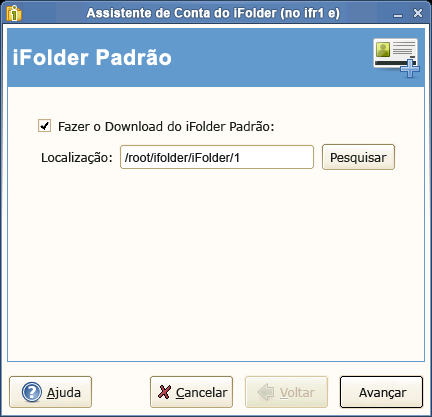 Assistente de Conta do iFolder (no ifr1 e)
iFolder Padrão
Fazer o Download do iFolder Padrão:
Localização: /root/ifolder/iFolder/1 Pesquisar
Ajuda Cancelar Voltar Avançar